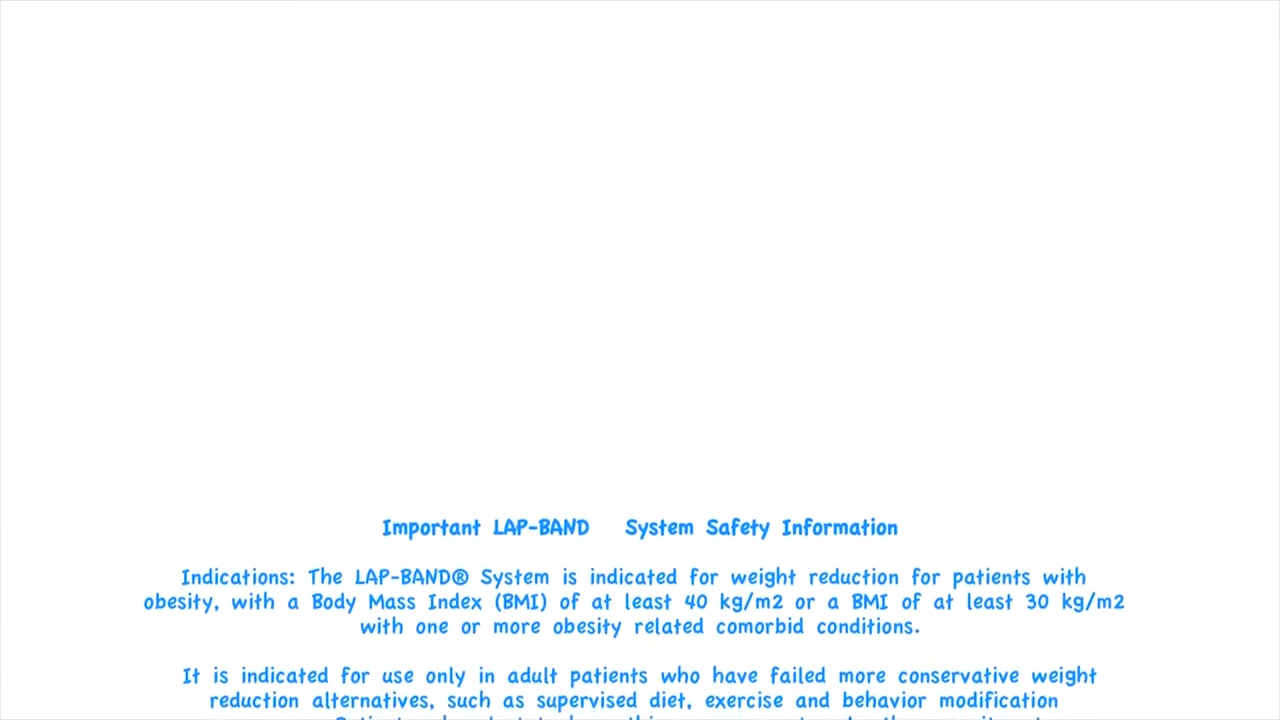 Important LAP-BAND System Safety Information
Indications: The LAP-BAND® System is indicated for weight reduction for patients with
obesity, with a Body Mass Index (BMI) of at least 40 kg/m2 or a BMI of at least 30 kg/m2
with one or more obesity related comorbid conditions.
It is indicated for use only in adult patients who have failed more conservative weight
reduction alternatives, such as supervised diet, exercise and behavior modification